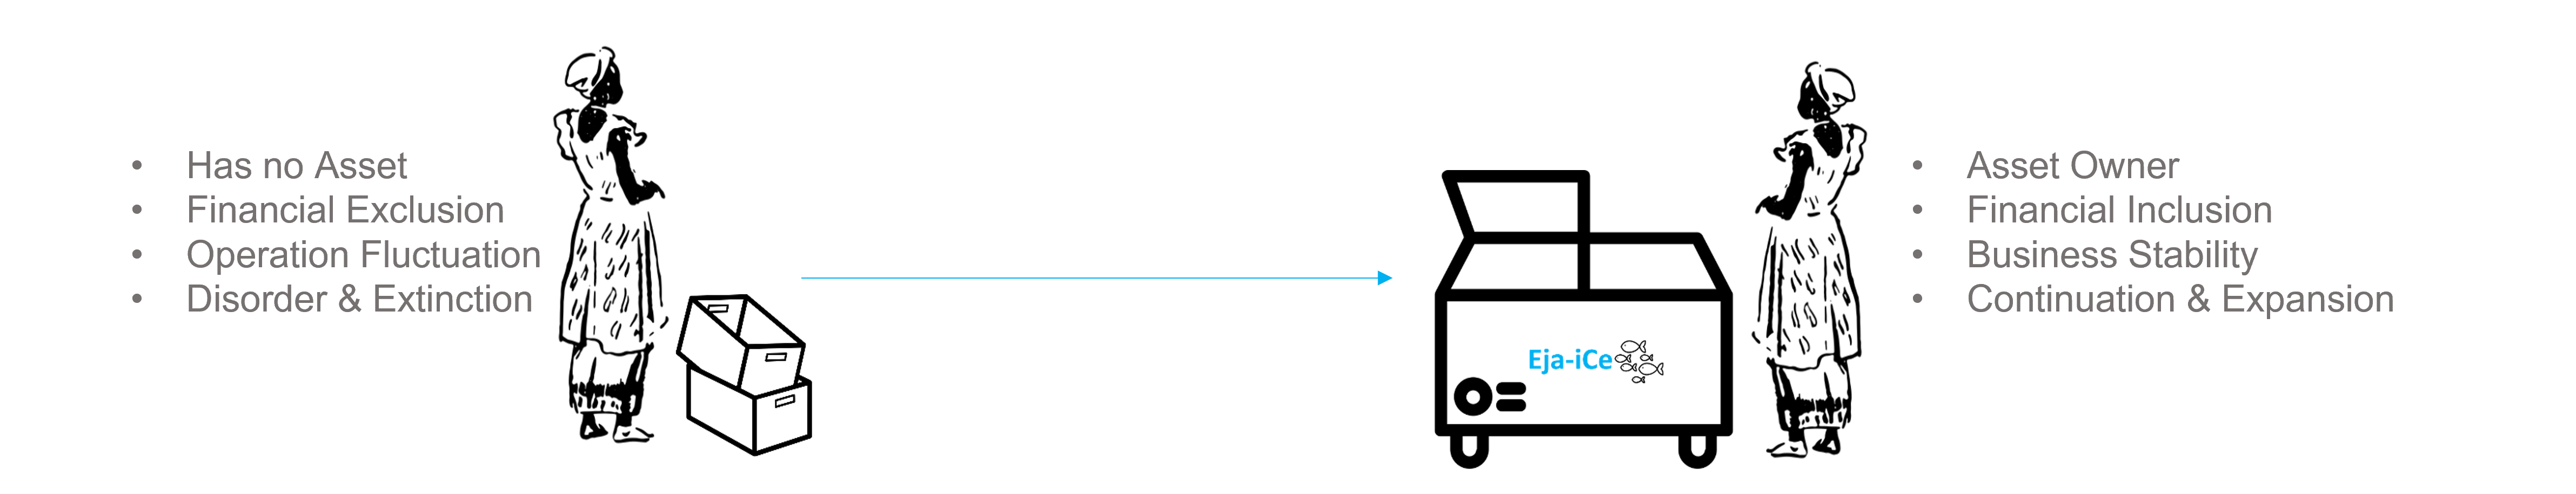 • Has no Asset
• Financial Exclusion
• Operation Fluctuation
• Disorder & Extinction
Eja-iCe
• Asset Owner
• Financial Inclusion
• Business Stability
• Continuation & Expansion